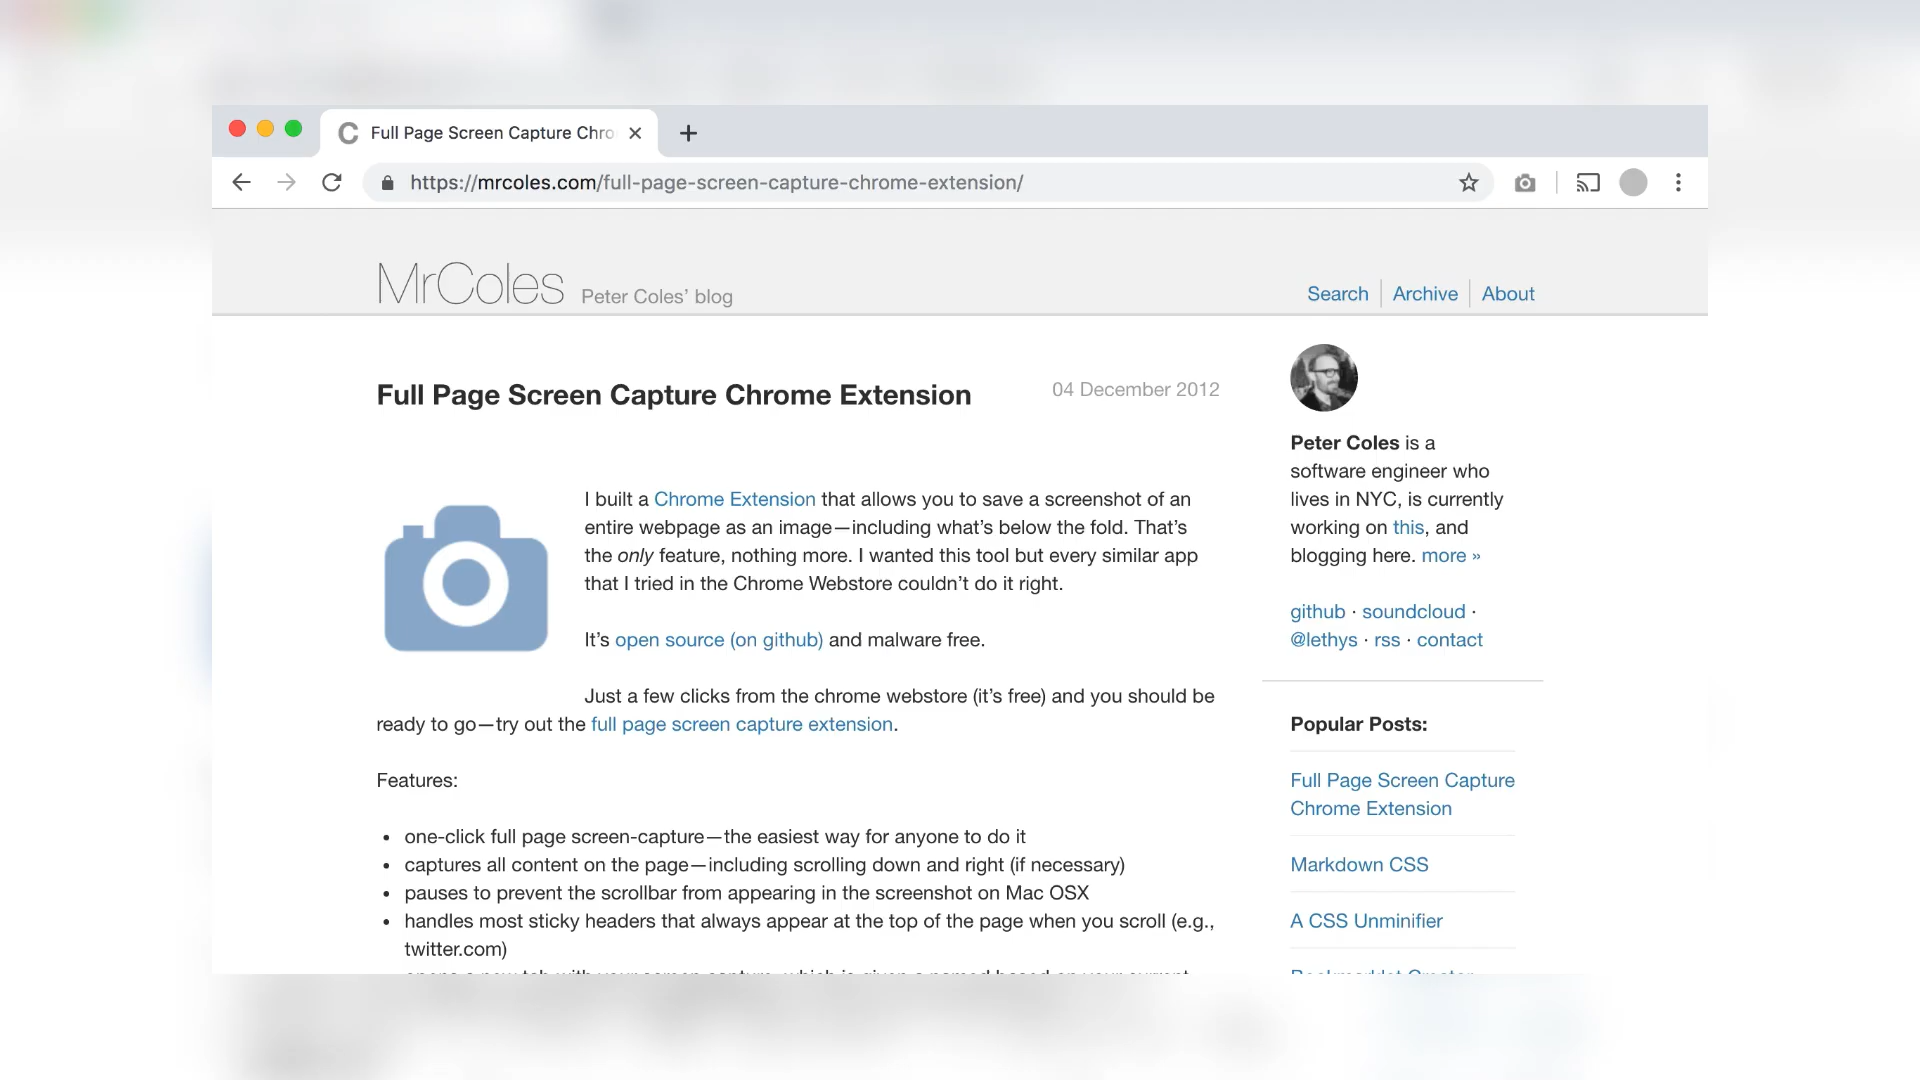 Full Page Screen Capture Chro
https://mrcoles.com/full-page-screen-capture-chrome-extension/
MrColes Peter Coles’ blog
Search Archive About
Full Page Screen Capture Chrome Extension
04 December 2012
I built a Chrome Extension that allows you to save a screenshot of an
entire webpage as an image—including what’s below the fold. That’s
the only feature, nothing more. I wanted this tool but every similar app
that I tried in the Chrome Webstore couldn’t do it right.
It’s open source (on github) and malware free.
Just a few clicks from the chrome webstore (it’s free) and you should be
ready to go—try out the full page screen capture extension.
Features:
• one-click full page screen-capture—the easiest way for anyone to do it
• captures all content on the page—including scrolling down and right (if necessary)
• pauses to prevent the scrollbar from appearing in the screenshot on Mac OSX
• handles most sticky headers that always appear at the top of the page when you scroll (e.g.,
twitter.com)
Peter Coles is a
software engineer who
lives in NYC, is currently
working on this, and
blogging here. more »
github · soundcloud ·
@lethys · rss · contact
Popular Posts:
Full Page Screen Capture
Chrome Extension
Markdown CSS
A CSS Unminifier